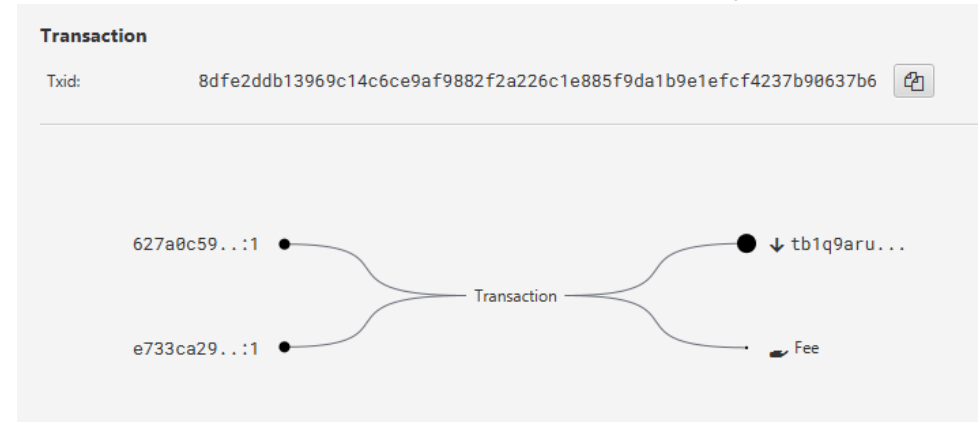 Transaction
Txid: 8dfe2ddb13969c14c6ce9af9882f2a226c1e885f9da1b9e1efcf4237b90637b6
627a0c59..:1
tb1q9aru...
Transaction
e733ca29..:1
Fee